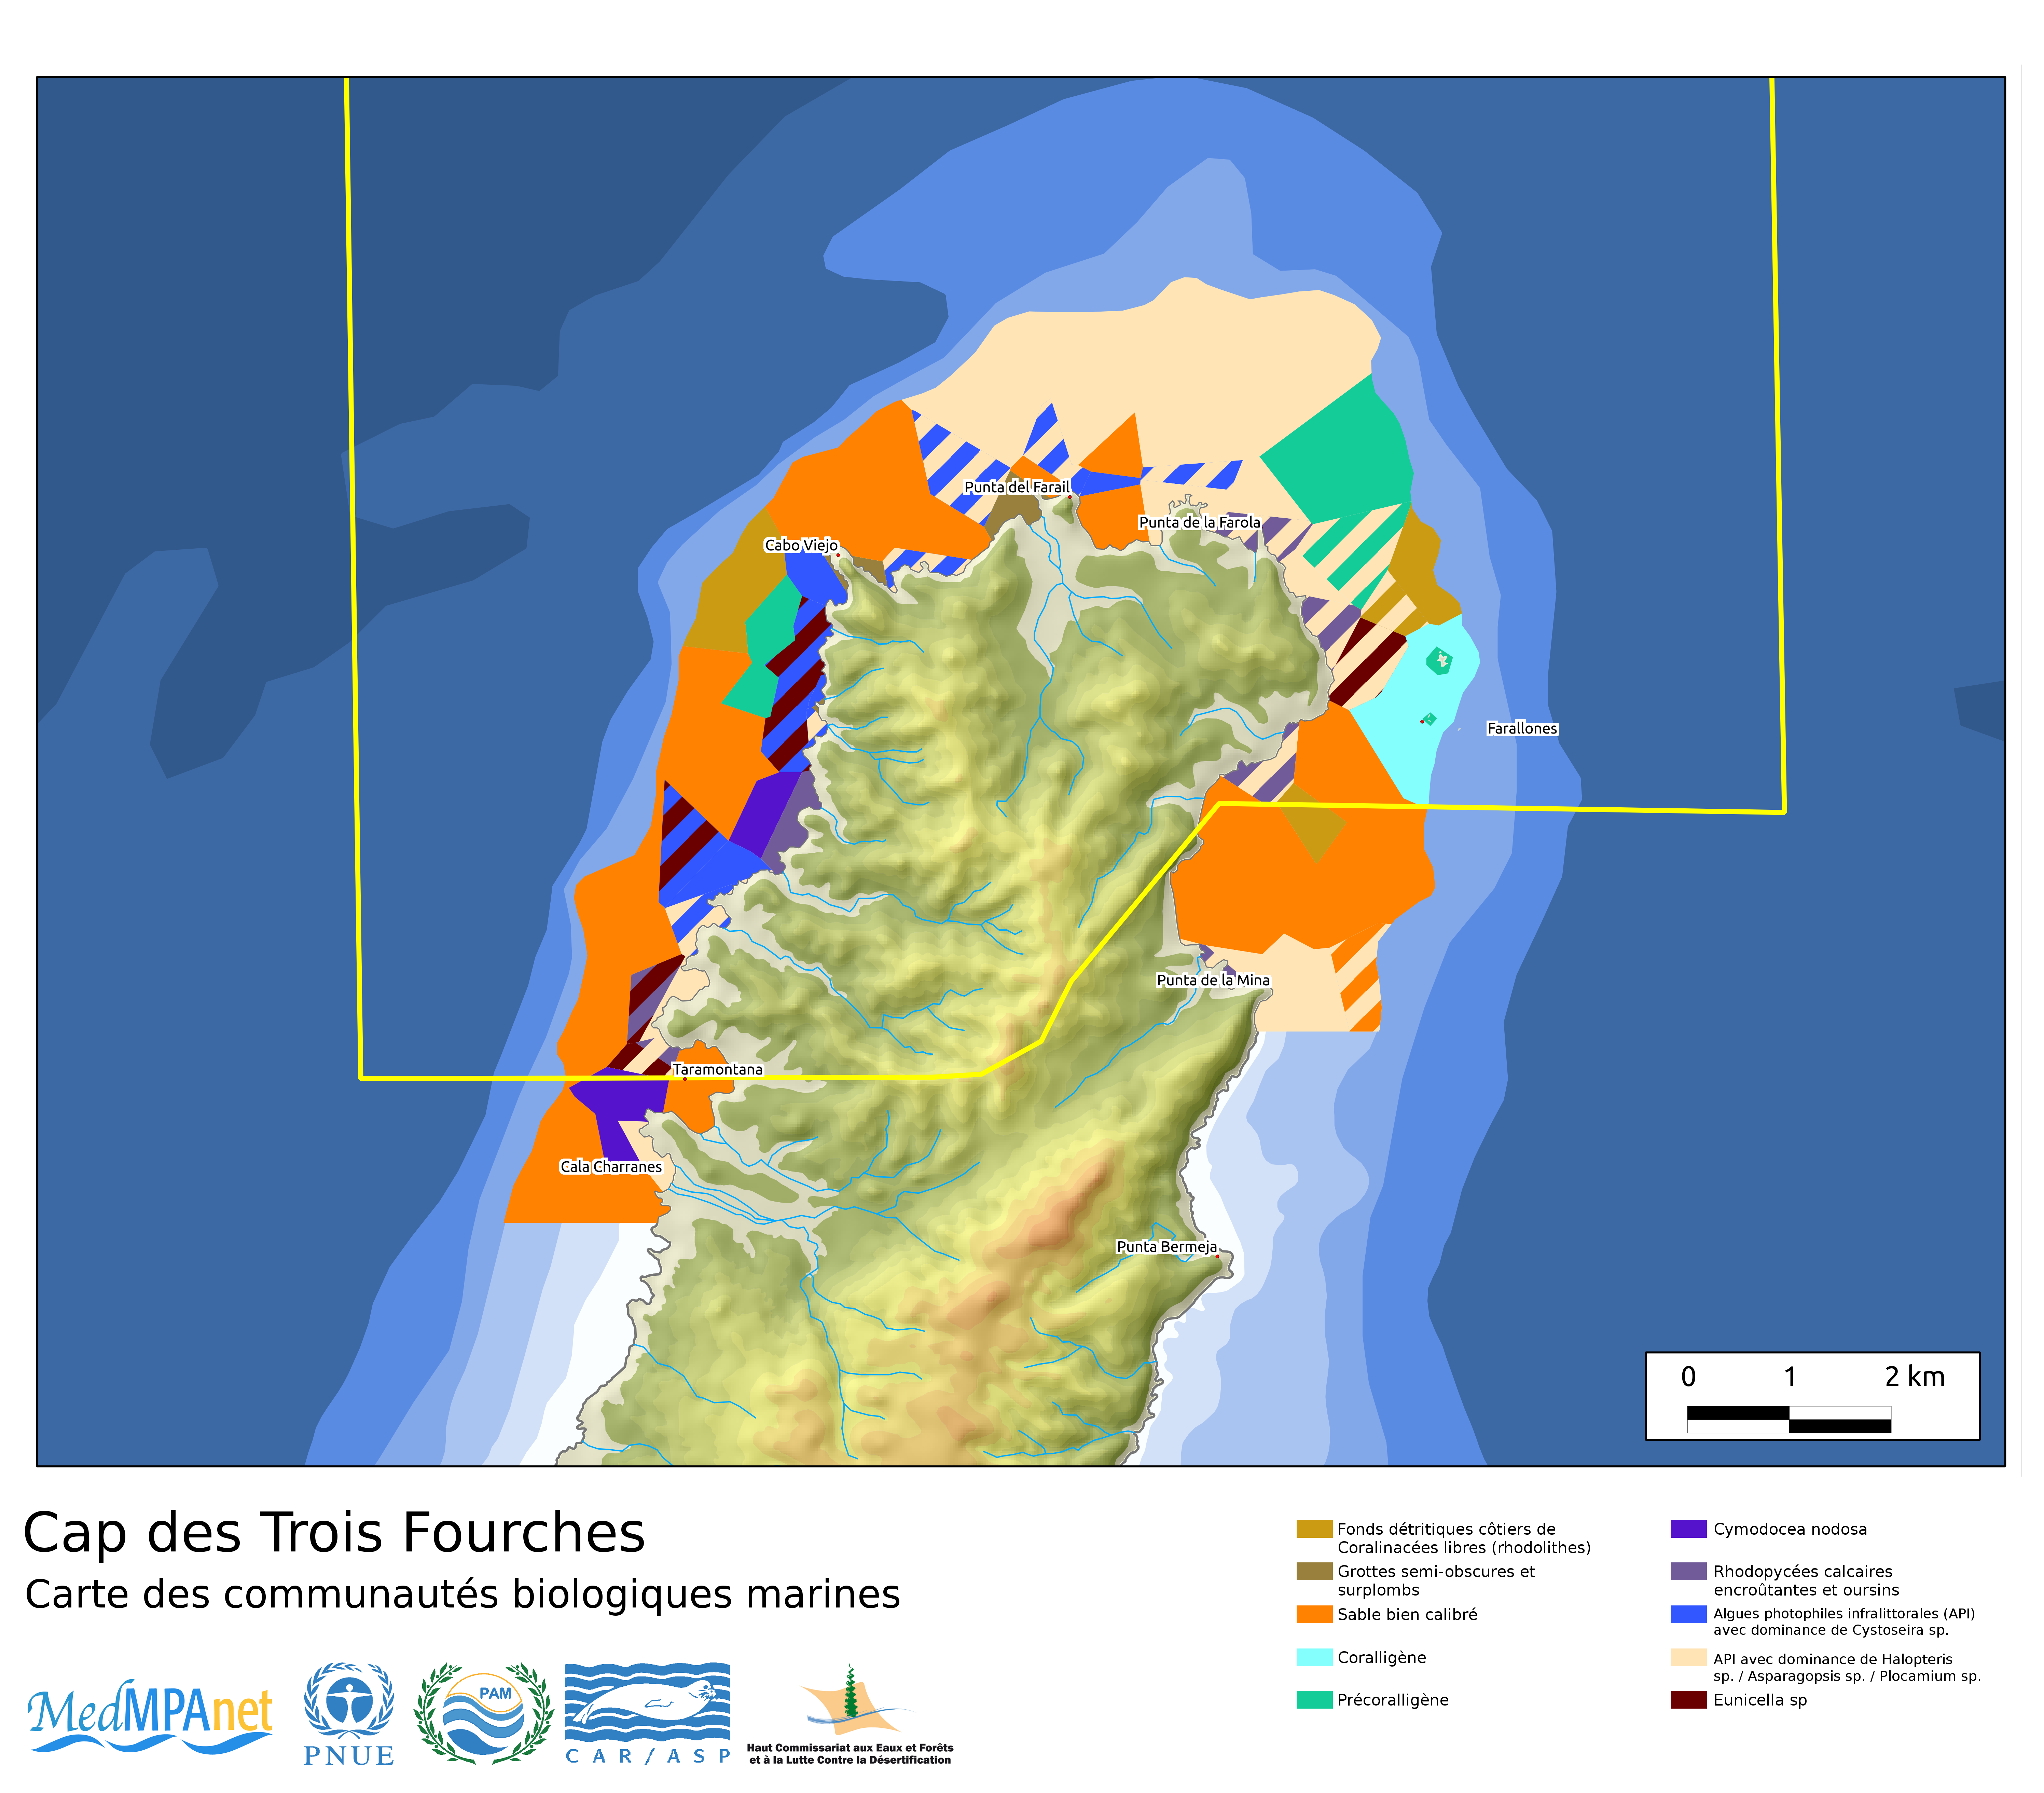 Punta del Farail
Punta de la Farola
Cabo Viejo
Farallones
Punta de la Mina
Taramontana
Cala Charranes
Punta Bermeja
0 1 2 km
Cap des Trois Fourches
Carte des communautés biologiques marines
Fonds détritiques côtiers de
Coralinacées libres (rhodolithes)
Grottes semi-obscures et
surplombs
Sable bien calibré
Coralligène
Précoralligène
Cymodocea nodosa
Rhodopycées calcaires
encroûtantes et oursins
Algues photophiles infralittorales (API)
avec dominance de Cystoseira sp.
API avec dominance de Halopteris
sp. / Asparagopsis sp. / Plocamium sp.
Eunicella sp
MedMPAnet
PNUE
PAM
CAR/ASP
Haut Commissariat aux Eaux et Forêts
et à la Lutte Contre la Désertification